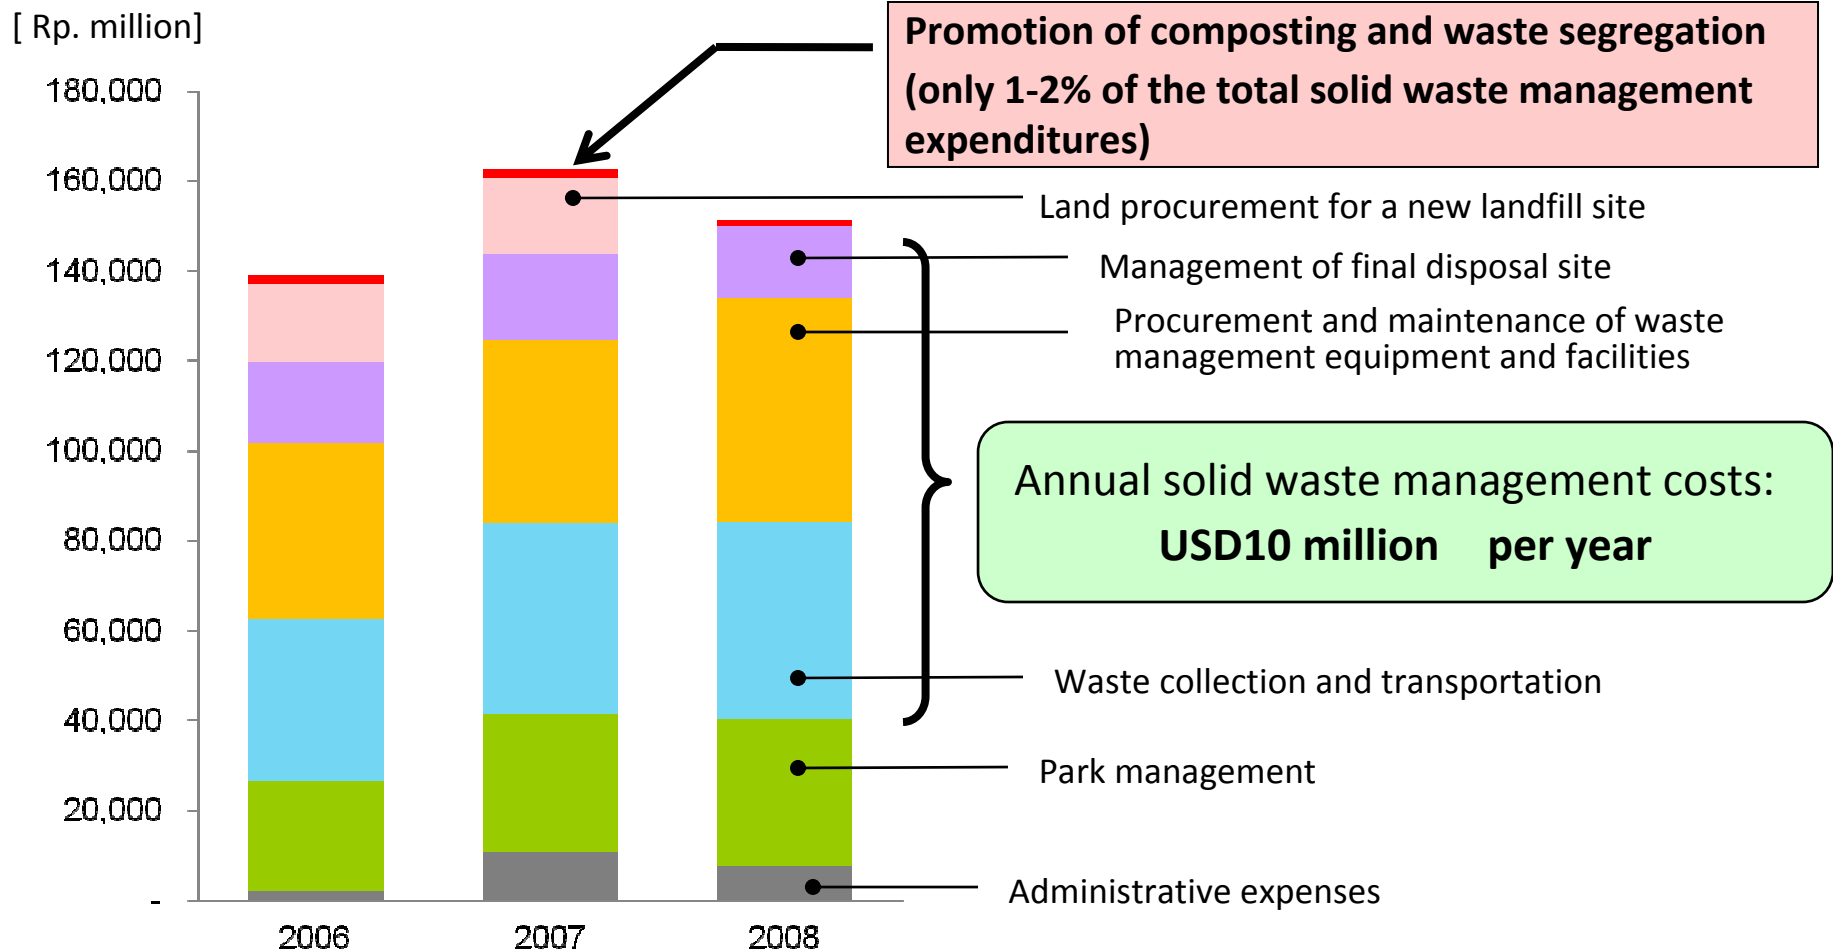 [ Rp. million]
Promotion of composting and waste segregation
(only 1-2% of the total solid waste management
expenditures)
180,000
160,000
140,000
120,000
100,000
80,000
60,000
40,000
20,000
-
Land procurement for a new landfill site
Management of final disposal site
Procurement and maintenance of waste
management equipment and facilities
Annual solid waste management costs:
USD10 million per year
Waste collection and transportation
Park management
Administrative expenses
2006
2007
2008